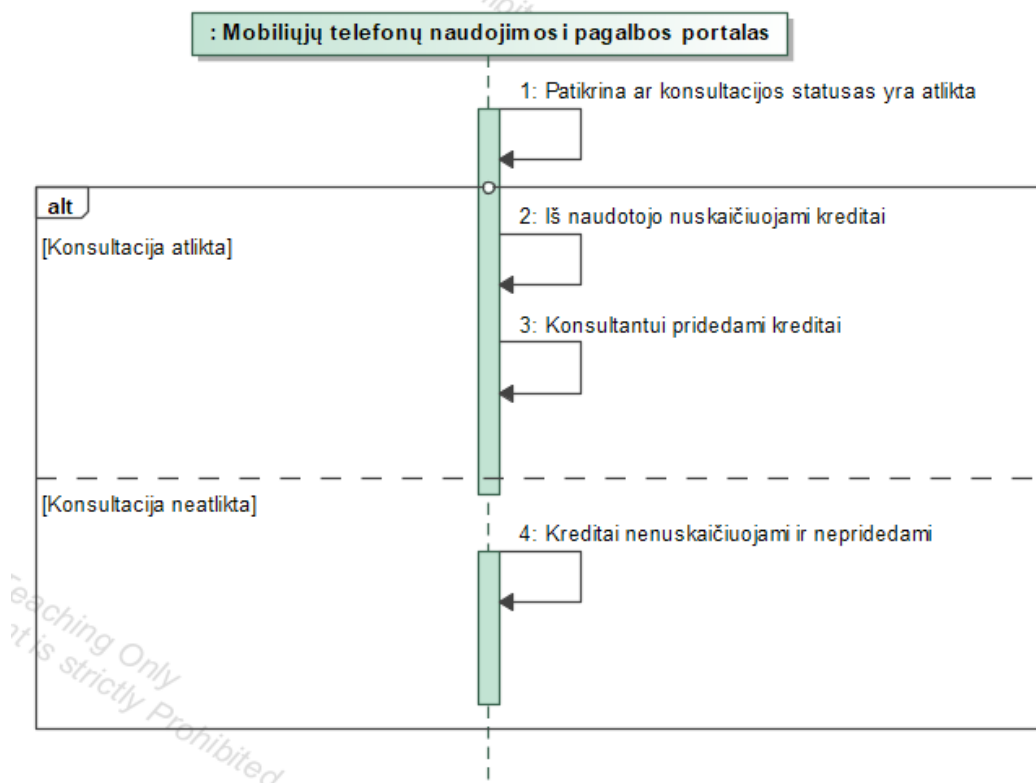 : Mobiliųjų telefonų naudojimosi pagalbos portalas
1: Patikrina ar konsultacijos statusas yra atlikta
alt
2: Iš naudotojo nuskaičiuojami kreditai
[Konsultacija atlikta]
3: Konsultantui pridedami kreditai
[Konsultacija neatlikta]
4: Kreditai nenuskaičiuojami ir nepridedami
Teaching Only
is strictly Prohibited